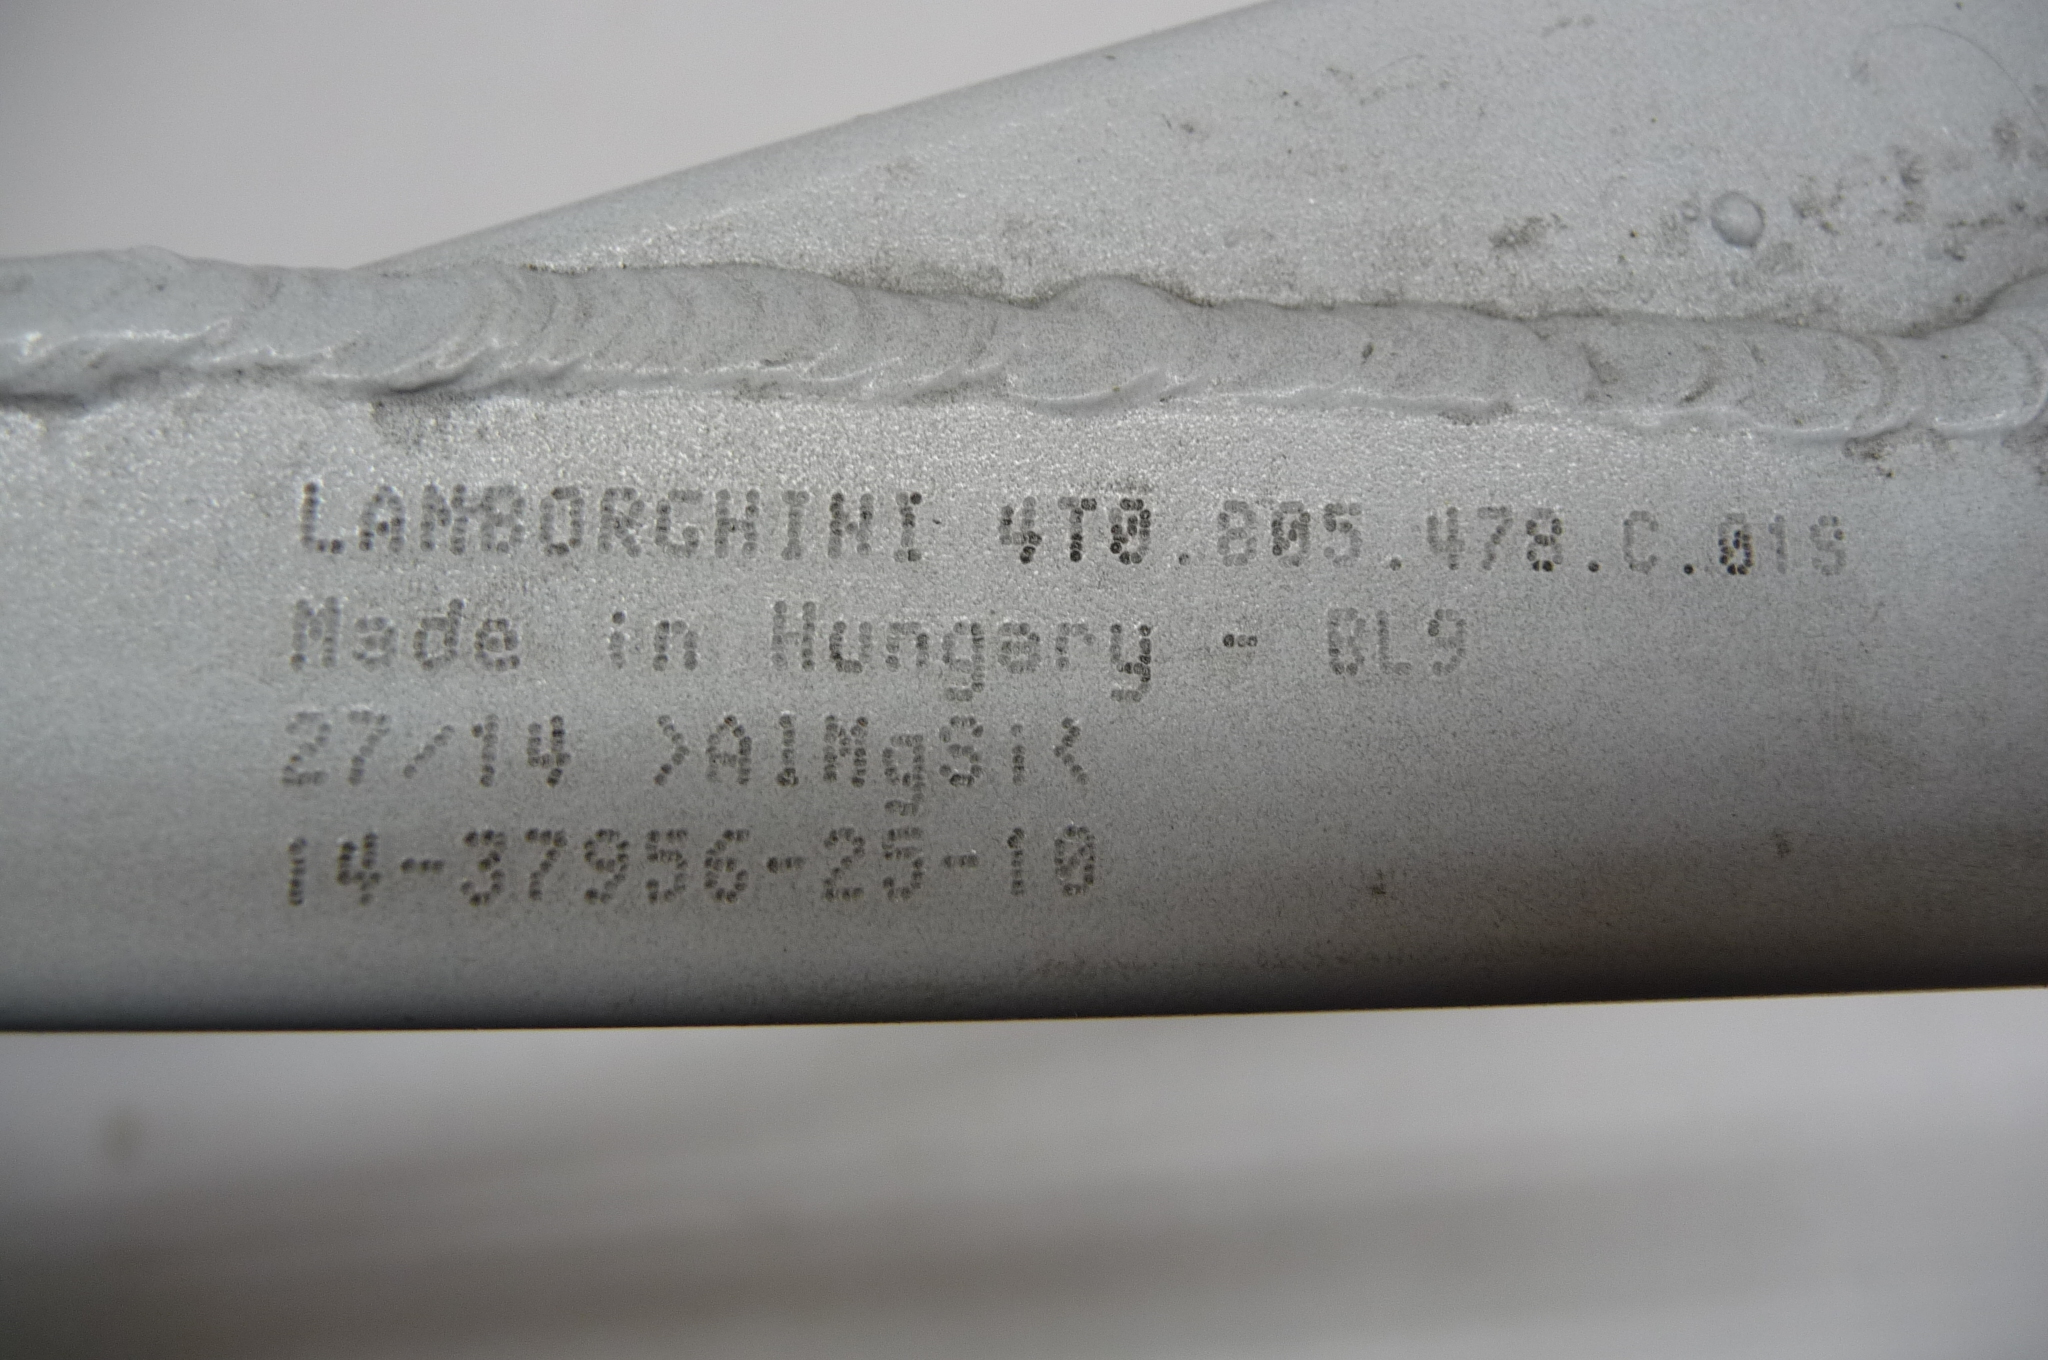 LAMBORGHINI 4T0.805.478.C.01S
Made in Hungary - BL9
27/14 >AlMgSi<
14-37956-25-10